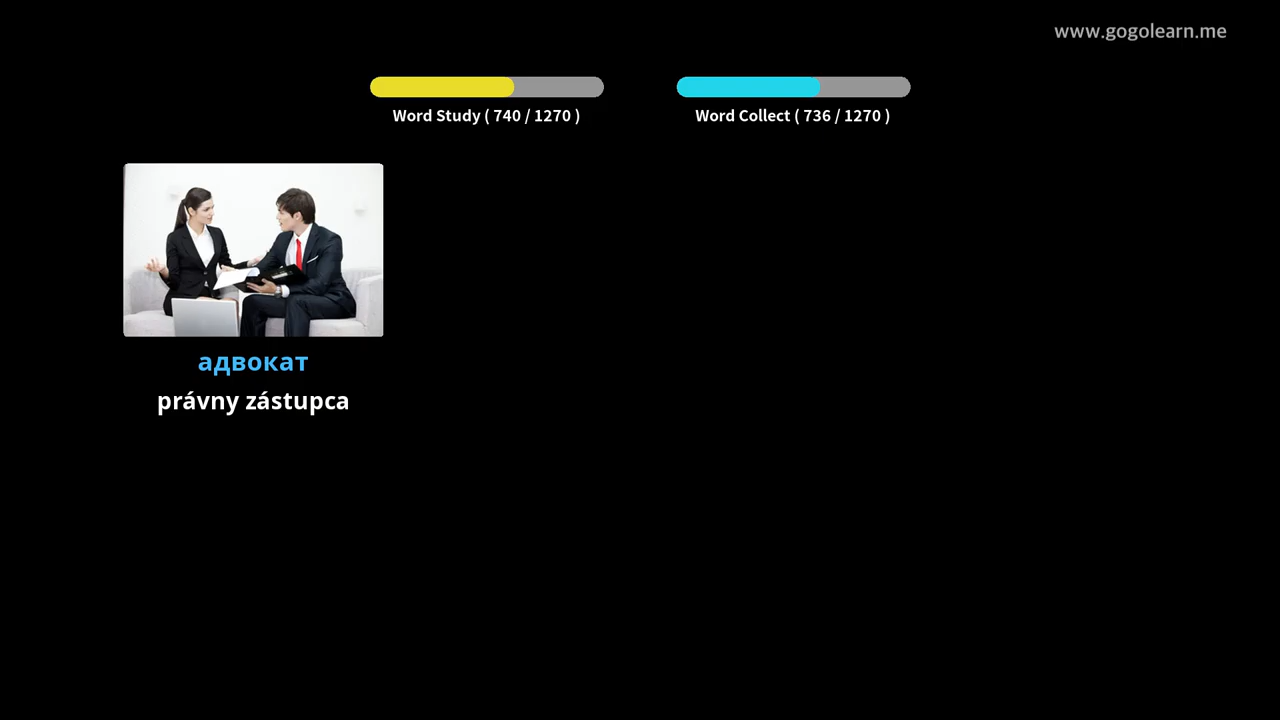 www.gogolearn.me
Word Study ( 740 / 1270 )
Word Collect ( 736 / 1270 )
адвокат
právny zástupca